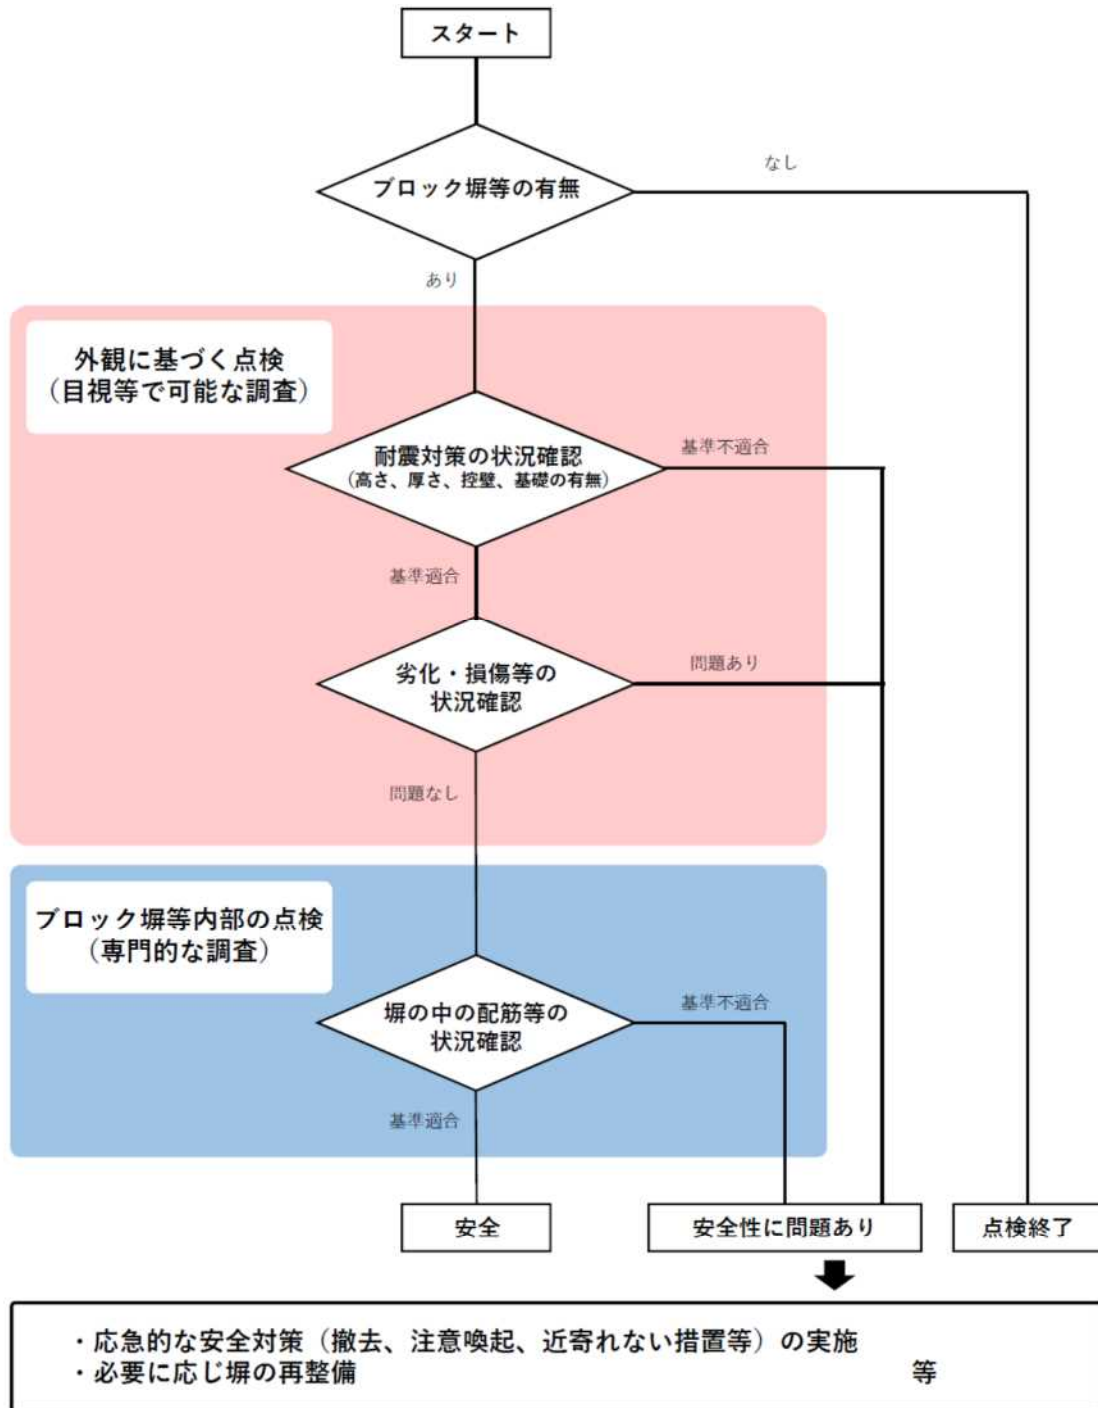 スタート
なし
ブロック塀等の有無
あり
外観に基づく点検
（目視等で可能な調査）
耐震対策の状況確認
（高さ、厚さ、控壁、基礎の有無）
基準不適合
基準適合
劣化・損傷等の
状況確認
問題あり
問題なし
ブロック塀等内部の点検
（専門的な調査）
塀の中の配筋等の
状況確認
基準不適合
基準適合
安全
安全性に問題あり
点検終了
・応急的な安全対策（撤去、注意喚起、近寄れない措置等）の実施
・必要に応じ塀の再整備 等